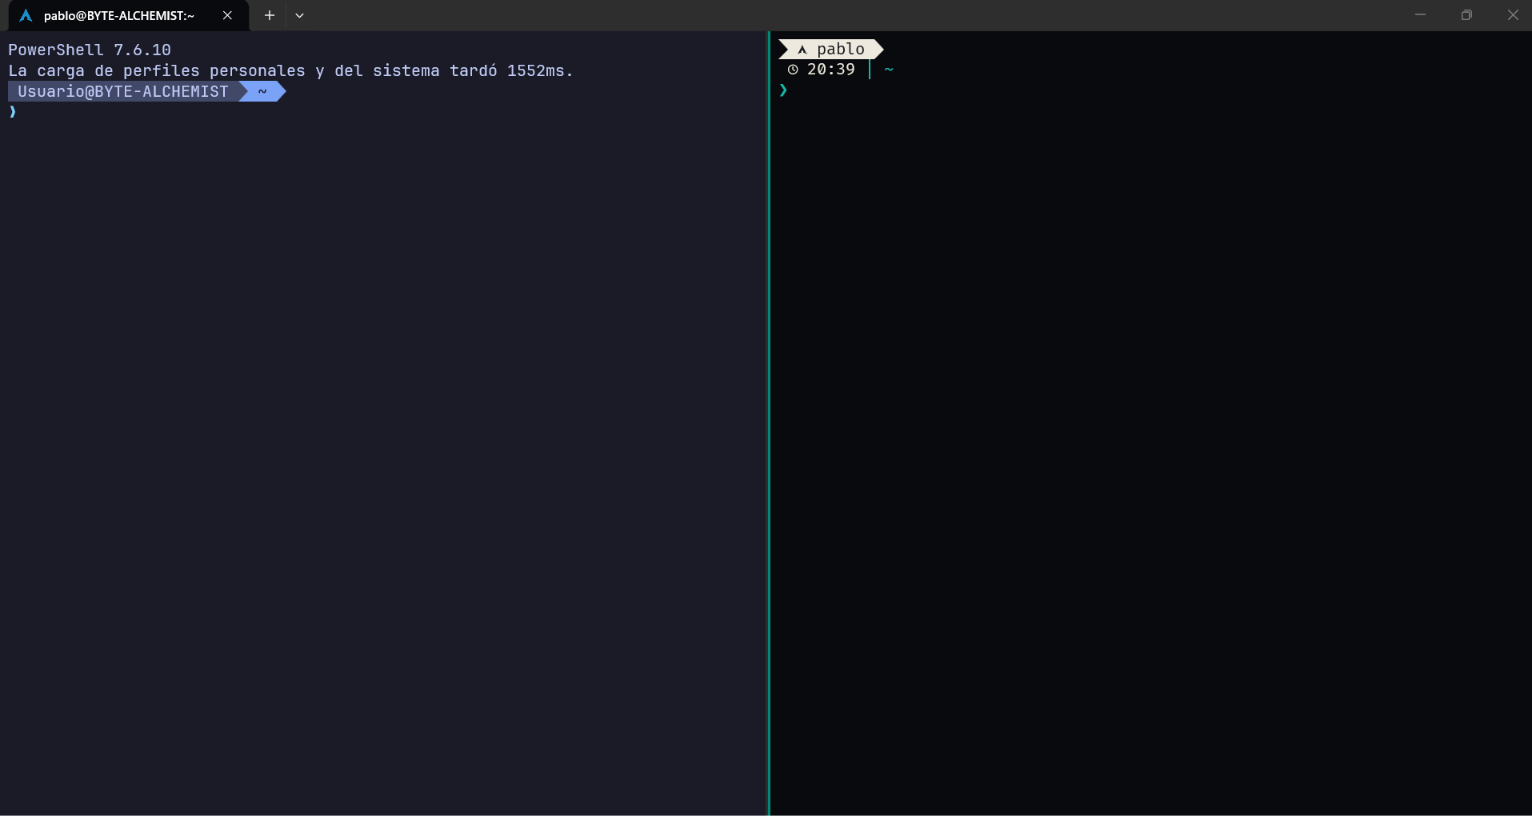 pablo@BYTE-ALCHEMIST:~
PowerShell 7.6.10
La carga de perfiles personales y del sistema tardó 1552ms.
Usuario@BYTE-ALCHEMIST ~
❫
pablo
20:39 │ ~
❯